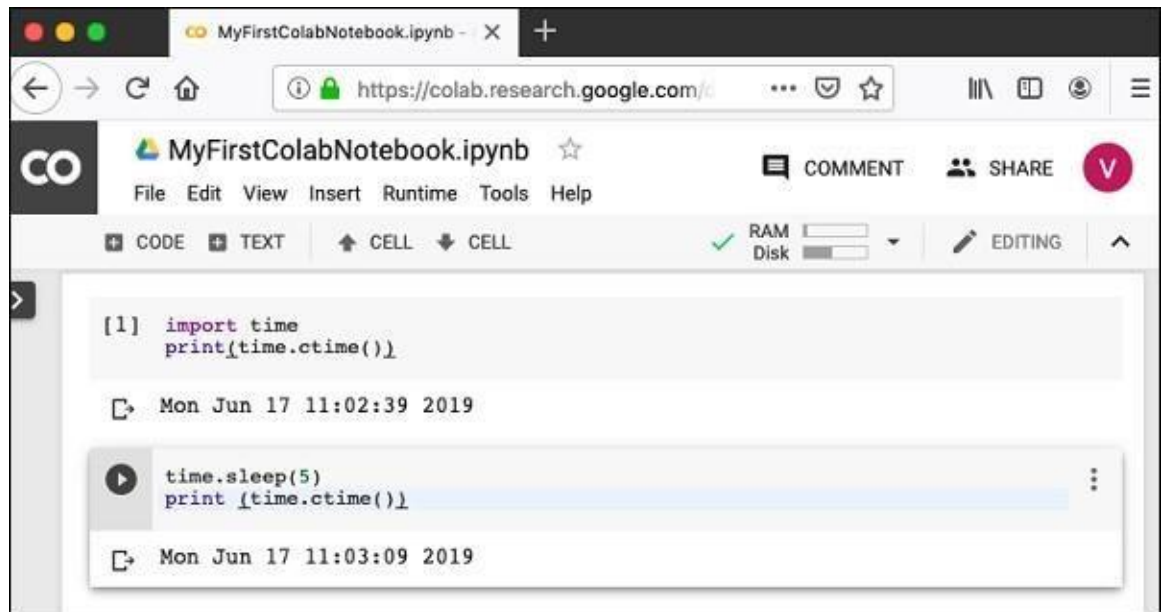 CO MyFirstColabNotebook.ipynb -
https://colab.research.google.com/
CO
MyFirstColabNotebook.ipynb
COMMENT SHARE V
File Edit View Insert Runtime Tools Help
CODE TEXT CELL CELL
RAM
Disk
EDITING
[1] import time
print(time.ctime())
Mon Jun 17 11:02:39 2019
time.sleep(5)
print (time.ctime())
Mon Jun 17 11:03:09 2019